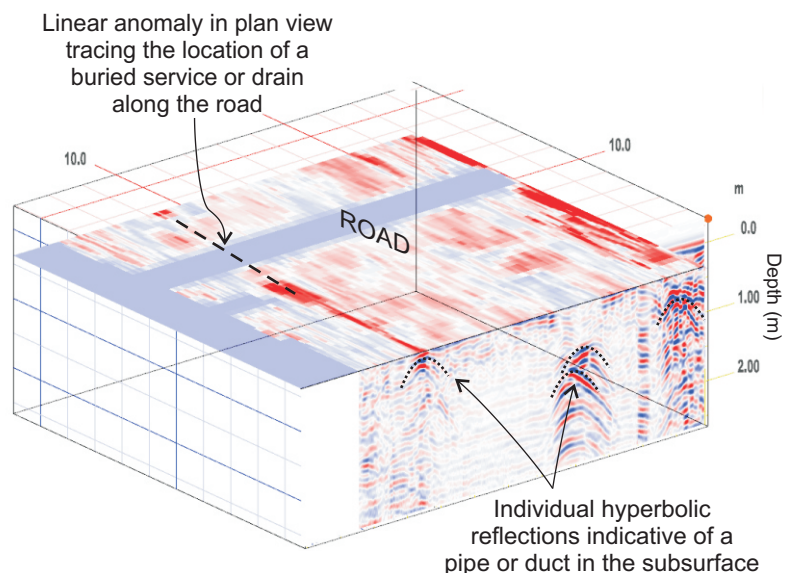 Linear anomaly in plan view
tracing the location of a
buried service or drain
along the road
10.0
10.0
m
0.0
ROAD
1.00
Depth (m)
2.00
Individual hyperbolic
reflections indicative of a
pipe or duct in the subsurface